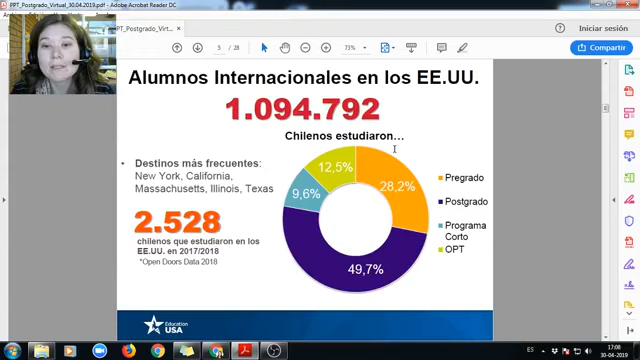 PPT_Postgrado_Virtual_30.04.2019.pdf - Adobe Acrobat Reader DC
PPT_Postgrado_Virt...
Iniciar sesión
5 / 28
73%
Compartir
Alumnos Internacionales en los EE.UU.
1.094.792
Chilenos estudiaron…
• Destinos más frecuentes:
New York, California,
Massachusetts, Illinois, Texas
2.528
chilenos que estudiaron en los
EE.UU. en 2017/2018
*Open Doors Data 2018
12,5%
28,2%
9,6%
49,7%
Pregrado
Postgrado
Programa
Corto
OPT
Education
USA
ES
17:08
30-04-2019